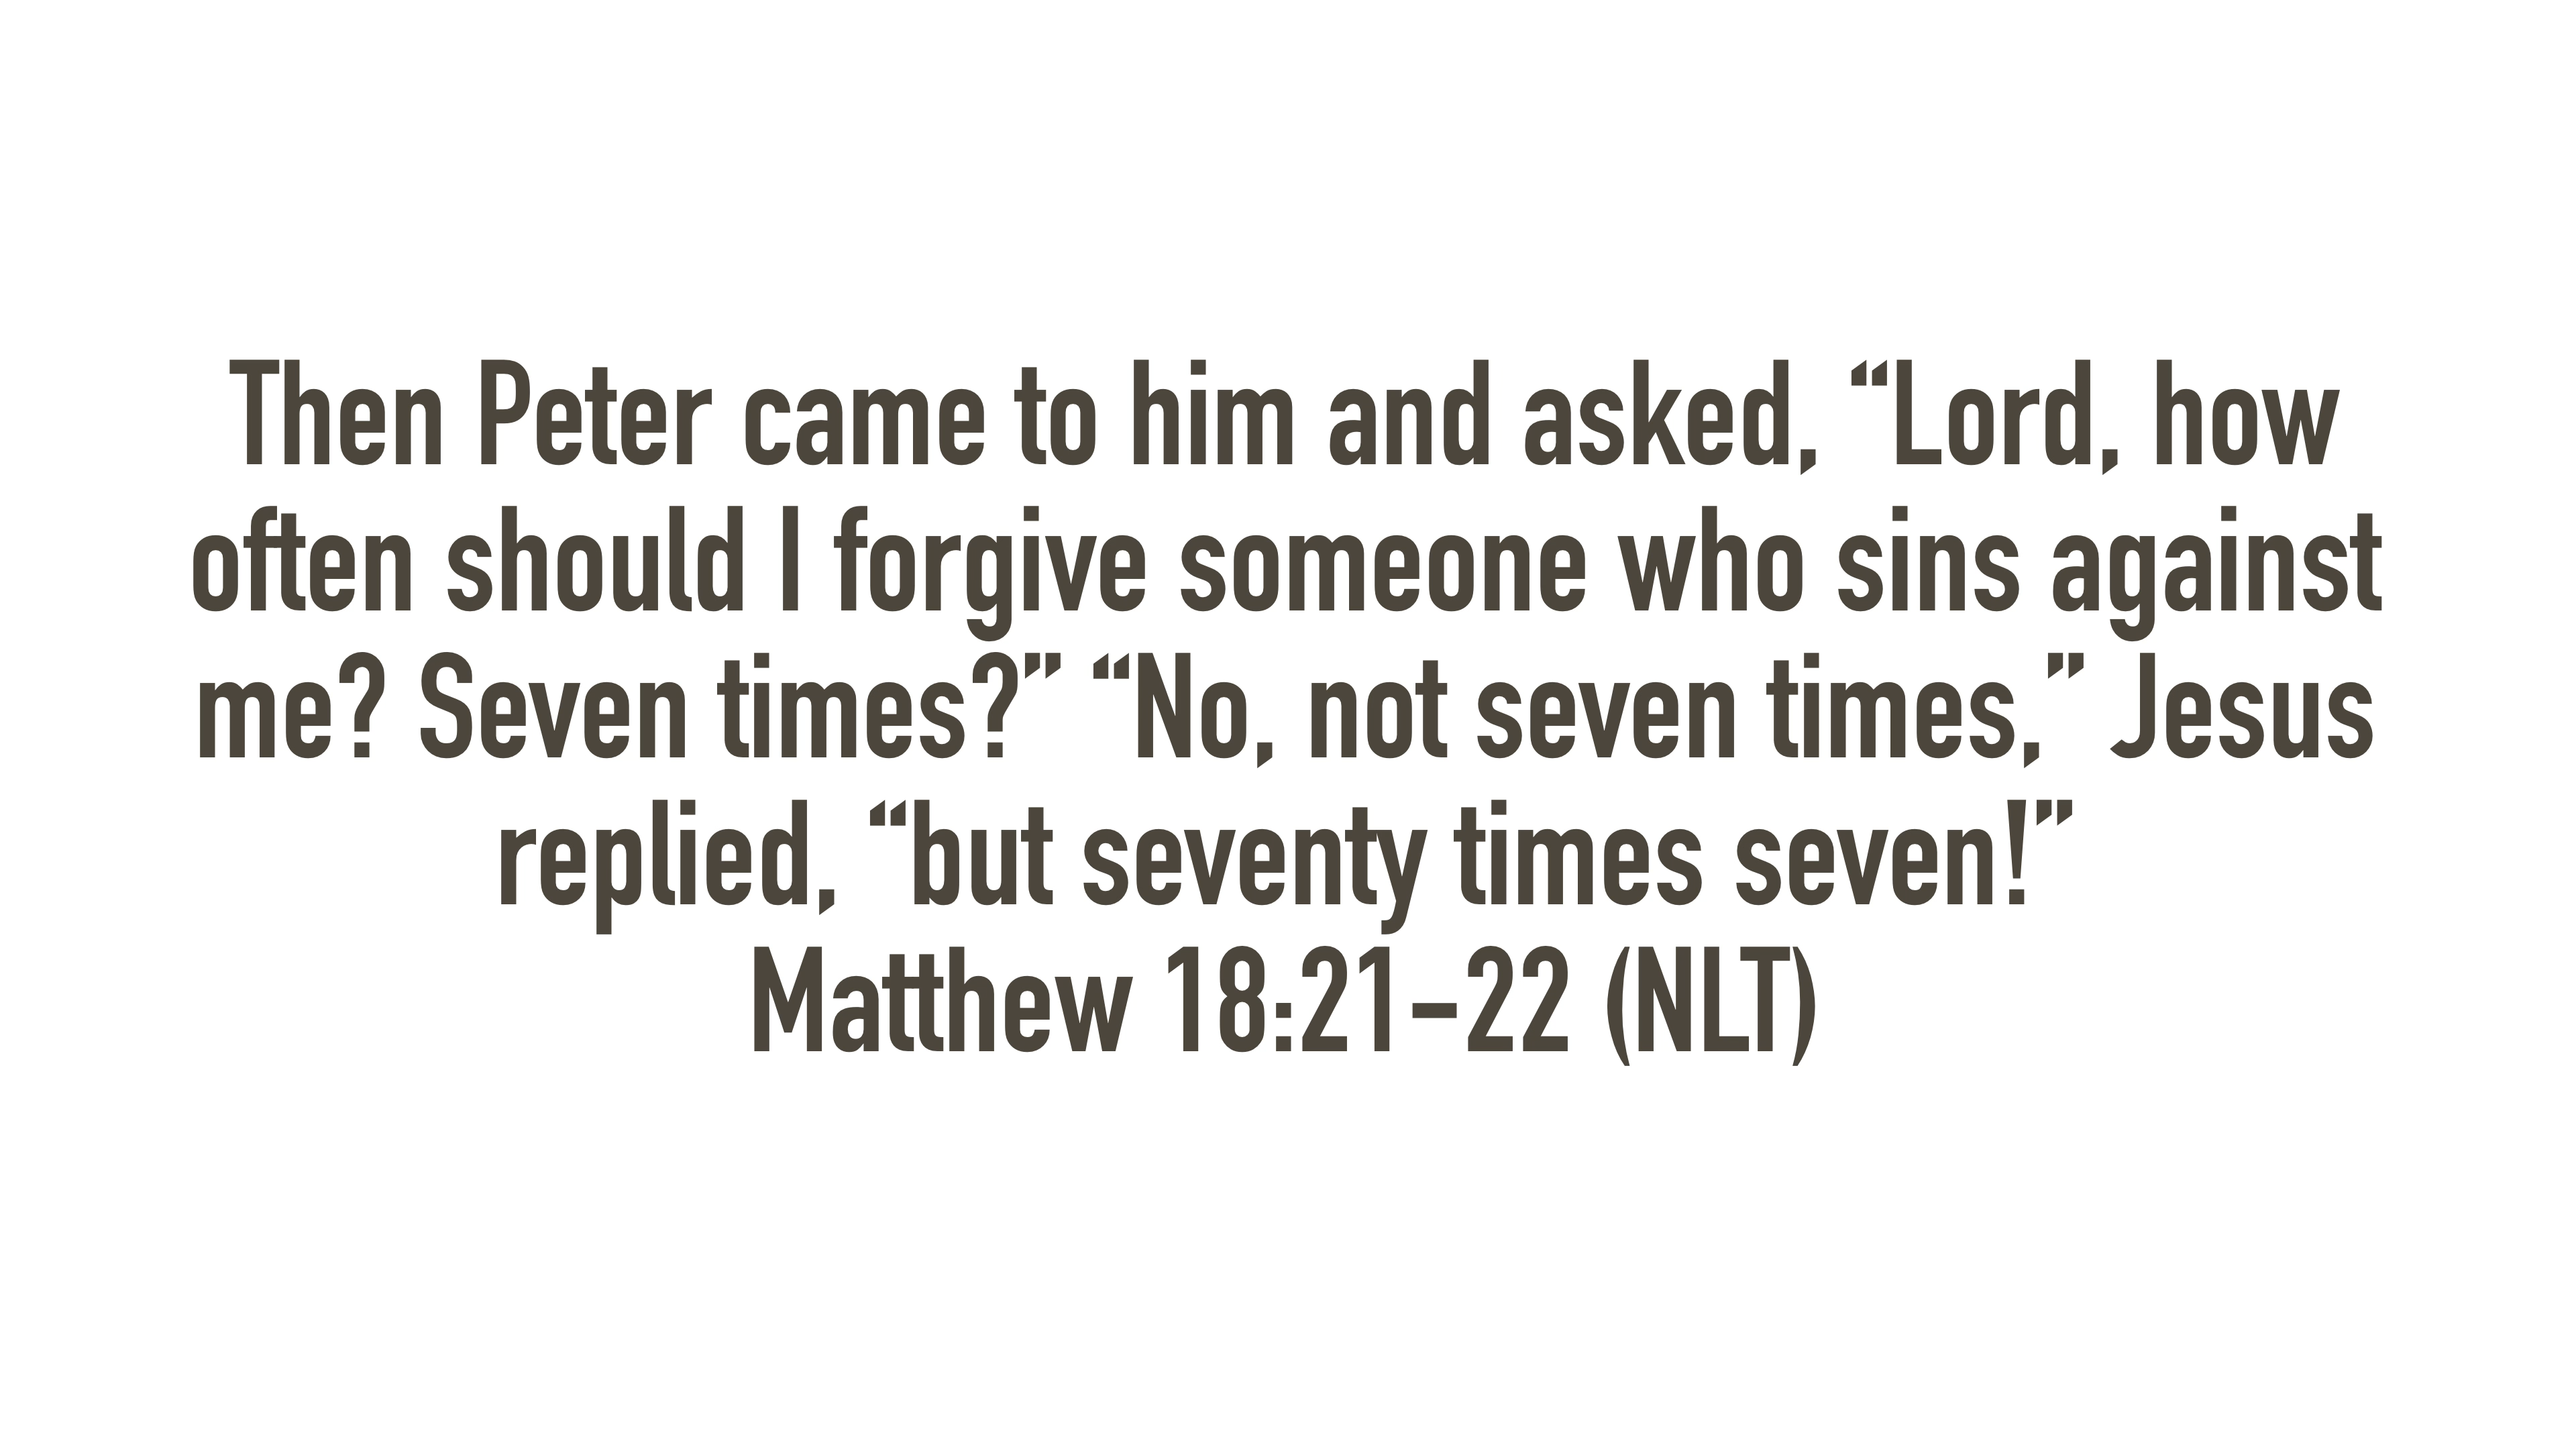 Then Peter came to him and asked, “Lord, how
often should I forgive someone who sins against
me? Seven times?” “No, not seven times,” Jesus
replied, “but seventy times seven!”
Matthew 18:21–22 (NLT)